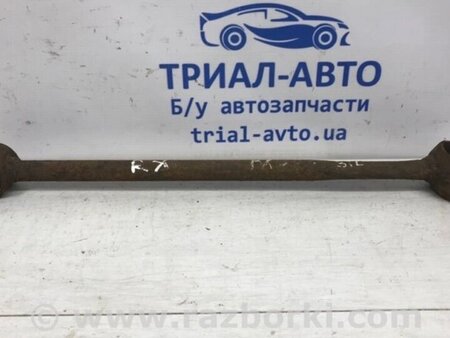 ТРИАЛ-АВТО
Б/у автозапчасти
trial-avto.ua
RX
www.razborki.com